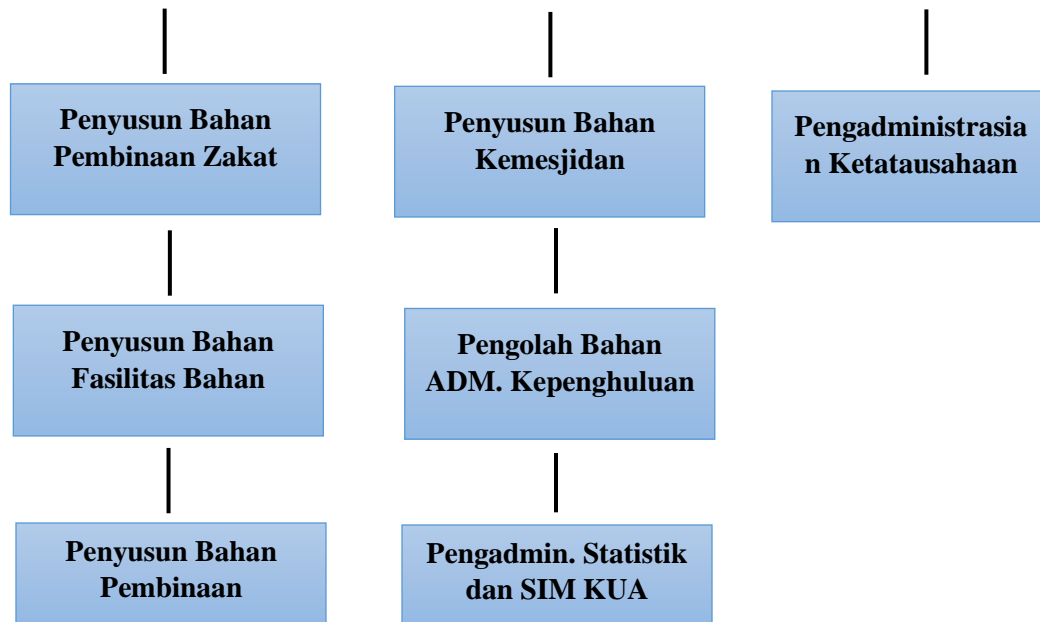 Penyusun Bahan
Pembinaan Zakat
Penyusun Bahan
Kemesjidan
Pengadministrasia
n Ketatausahaan
Penyusun Bahan
Fasilitas Bahan
Pengolah Bahan
ADM. Kepenghuluan
Penyusun Bahan
Pembinaan
Pengadmin. Statistik
dan SIM KUA